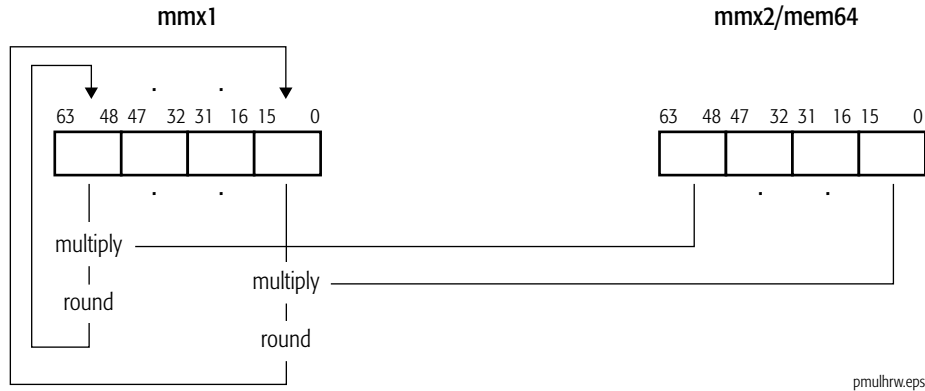 mmx1 mmx2/mem64
. .
63 48 47 32 31 16 15 0 63 48 47 32 31 16 15 0
. . . .
multiply
multiply
round
round
pmulhrw.eps